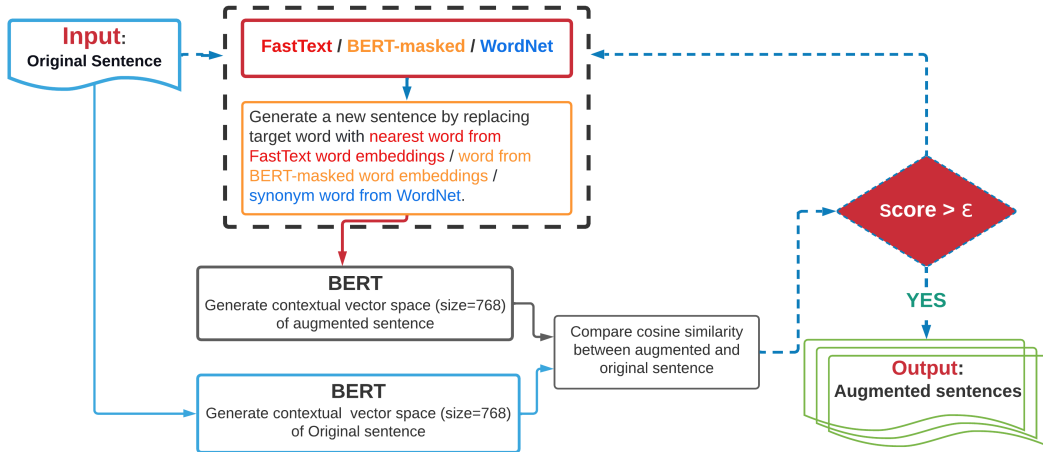 Input:
Original Sentence
FastText / BERT-masked / WordNet
Generate a new sentence by replacing
target word with nearest word from
FastText word embeddings / word from
BERT-masked word embeddings /
synonym word from WordNet.
score > ε
YES
BERT
Generate contextual vector space (size=768)
of augmented sentence
Compare cosine similarity
between augmented and
original sentence
BERT
Generate contextual vector space (size=768)
of Original sentence
Output:
Augmented sentences